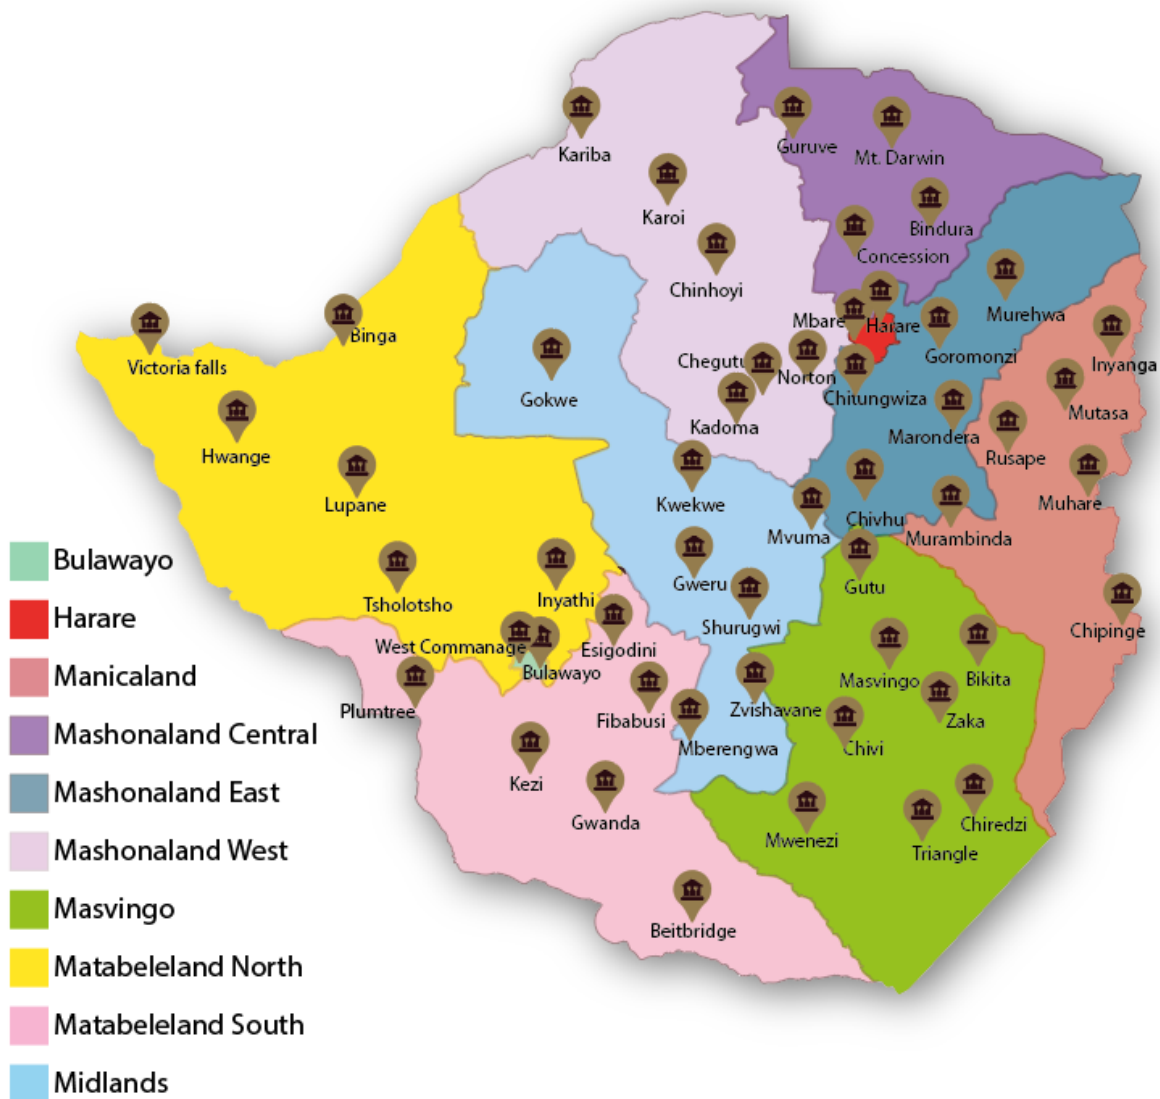 Kariba
Guruve
Mt. Darwin
Karoi
Bindura
Concession
Chinhoyi
Murehwa
Mbare
Harare
Binga
Victoria falls
Goromonzi
Inyanga
Chegutu
Norton
Gokwe
Chitungwiza
Mutasa
Kadoma
Marondera
Hwange
Rusape
Lupane
Kwekwe
Muhare
Chivhu
Mvuma
Murambinda
Gweru
Gutu
Tsholotsho
Inyathi
Shurugwi
Chipinge
West Commanage
Esigodini
Bulawayo
Masvingo
Bikita
Plumtree
Fibabusi
Zvishavane
Zaka
Mberengwa
Chivi
Kezi
Gwanda
Mwenezi
Chiredzi
Triangle
Beitbridge
Bulawayo
Harare
Manicaland
Mashonaland Central
Mashonaland East
Mashonaland West
Masvingo
Matabeleland North
Matabeleland South
Midlands